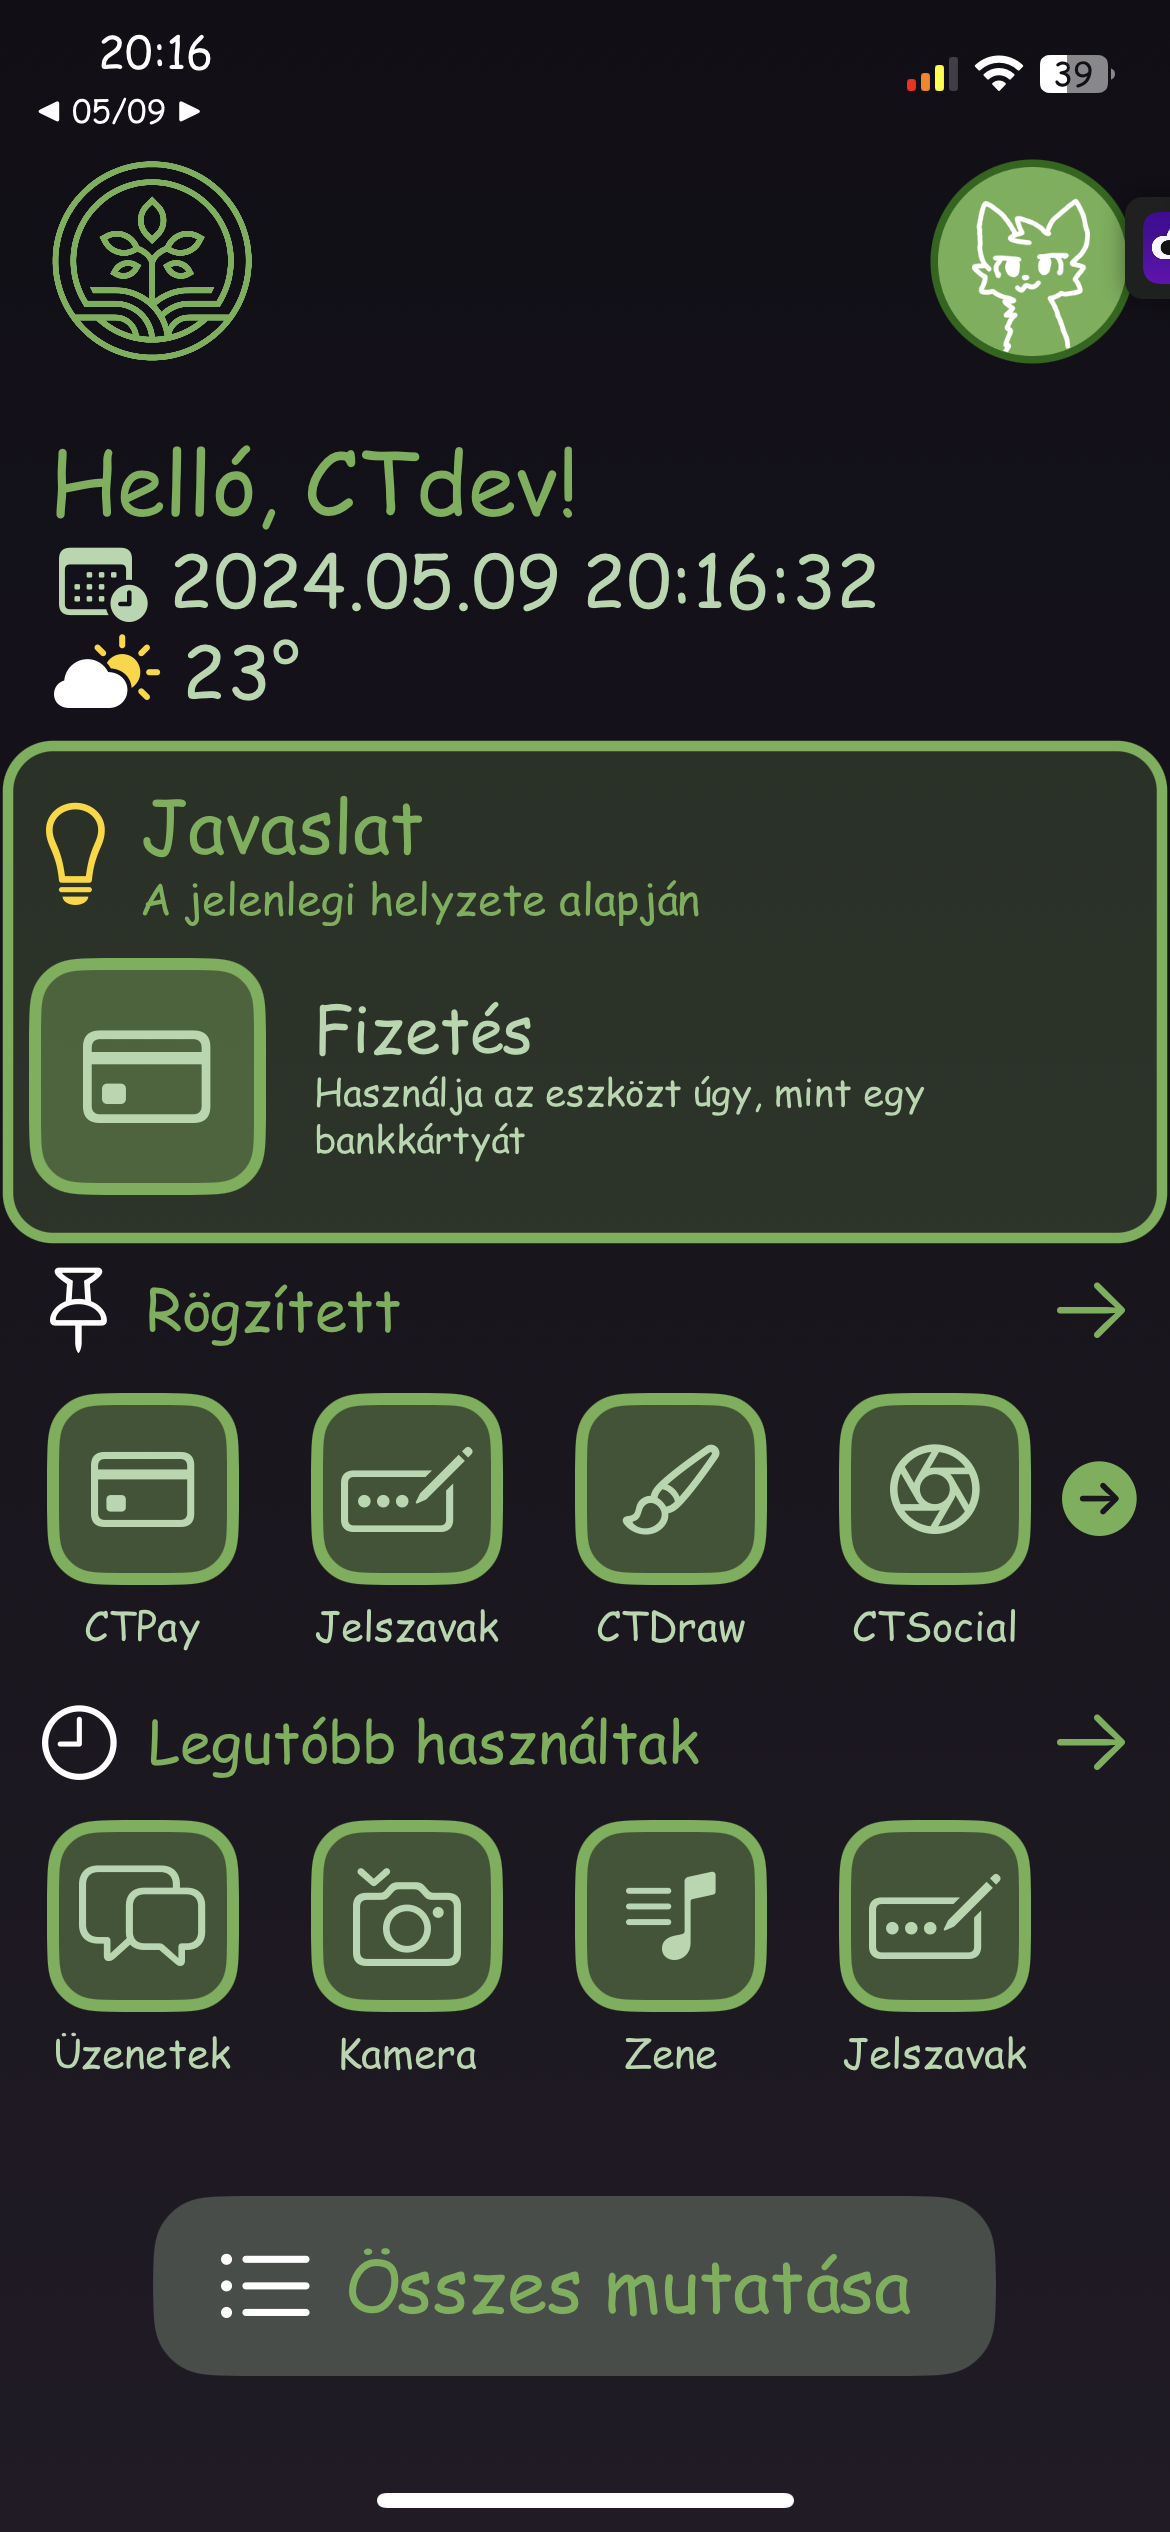 20:16
39
◀ 05/09 ▶
Helló, CTdev!
2024.05.09 20:16:32
23°
Javaslat
A jelenlegi helyzete alapján
Fizetés
Használja az eszközt úgy, mint egy
bankkártyát
Rögzített
CTPay Jelszavak CTDraw CTSocial
Legutóbb használtak
Üzenetek Kamera Zene Jelszavak
Összes mutatása